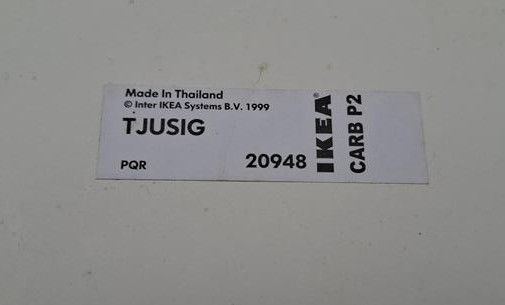 Made In Thailand
© Inter IKEA Systems B.V. 1999
TJUSIG
PQR
20948
IKEA®
CARB P2